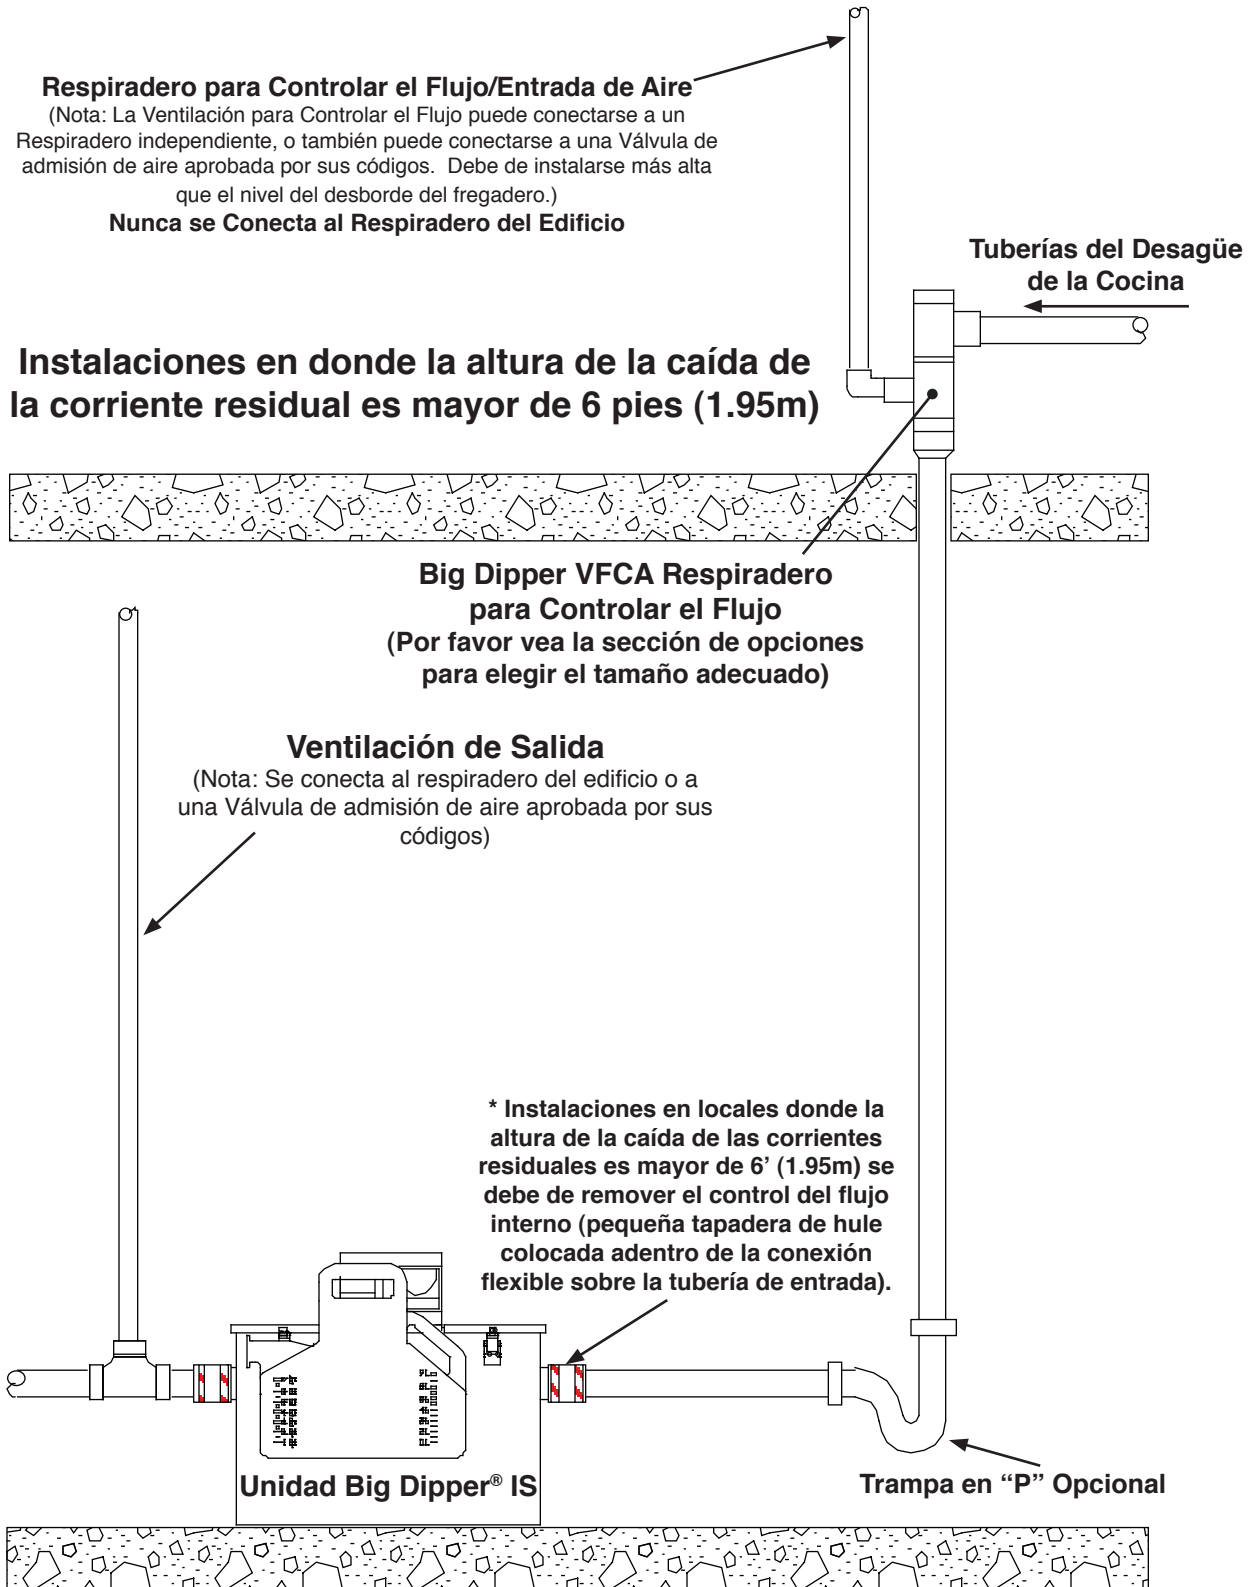 Respiradero para Controlar el Flujo/Entrada de Aire
(Nota: La Ventilación para Controlar el Flujo puede conectarse a un
Respiradero independiente, o también puede conectarse a una Válvula de
admisión de aire aprobada por sus códigos.  Debe de instalarse más alta
que el nivel del desborde del fregadero.)
Nunca se Conecta al Respiradero del Edificio
Tuberías del Desagüe
de la Cocina
Instalaciones en donde la altura de la caída de
la corriente residual es mayor de 6 pies (1.95m)
Big Dipper VFCA Respiradero
para Controlar el Flujo
(Por favor vea la sección de opciones
para elegir el tamaño adecuado)
Ventilación de Salida
(Nota: Se conecta al respiradero del edificio o a
una Válvula de admisión de aire aprobada por sus
códigos)
* Instalaciones en locales donde la
altura de la caída de las corrientes
residuales es mayor de 6’ (1.95m) se
debe de remover el control del flujo
interno (pequeña tapadera de hule
colocada adentro de la conexión
flexible sobre la tubería de entrada).
Unidad Big Dipper® IS
Trampa en “P” Opcional